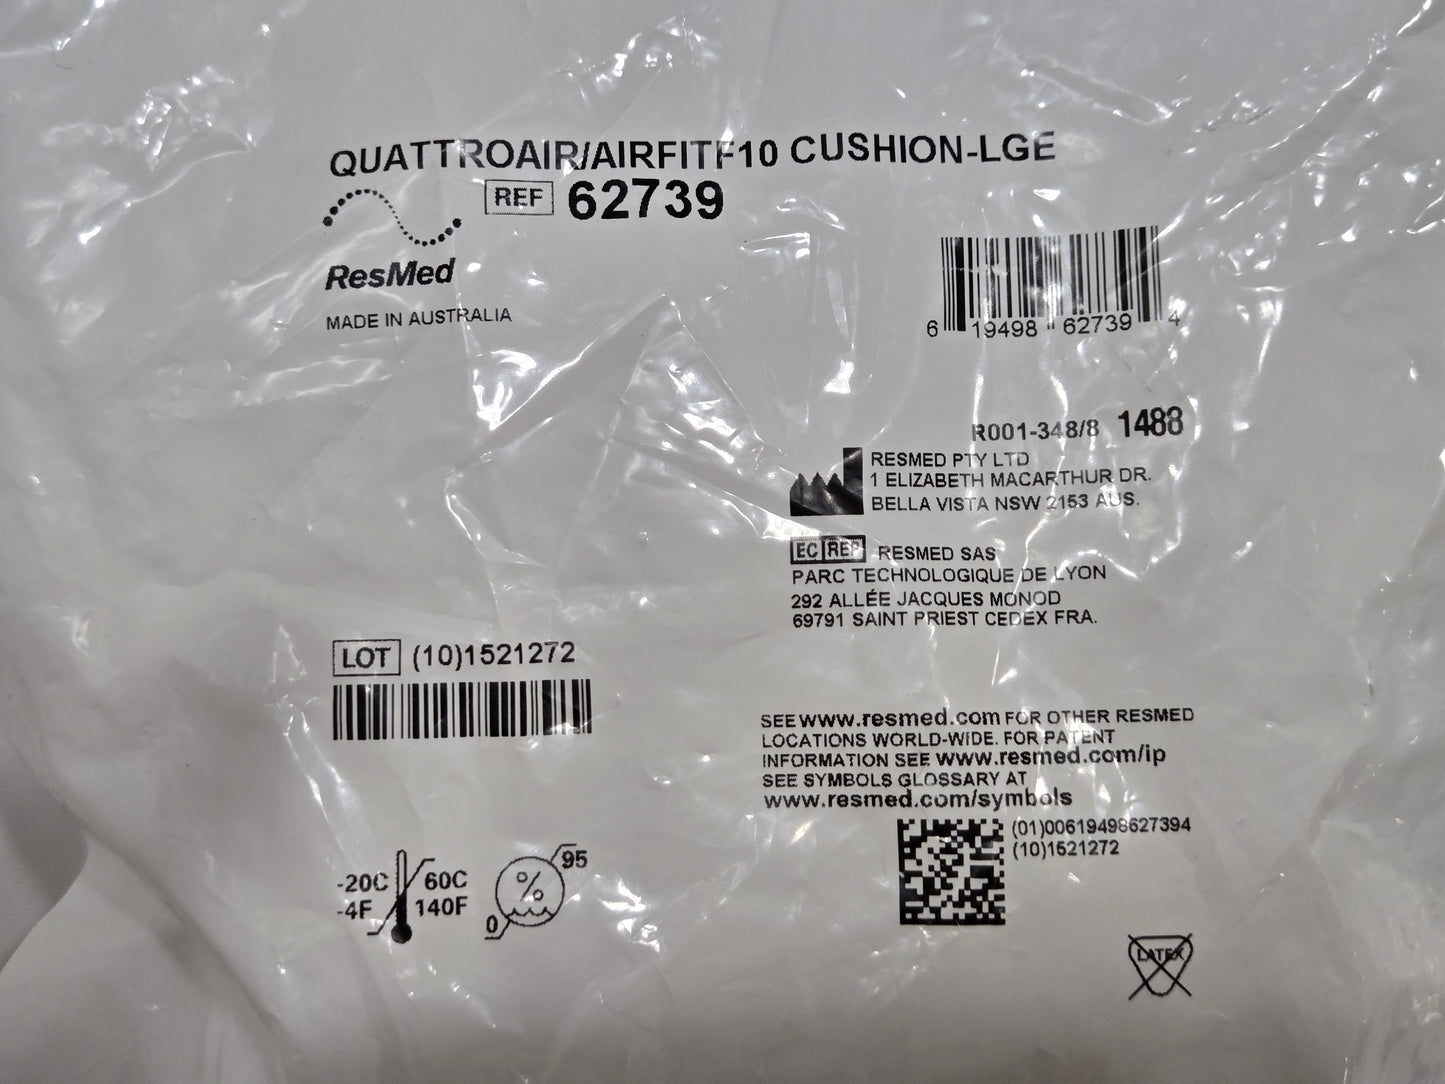 QUATTROAIR/AIRFITF10 CUSHION-LGE
REF 62739
ResMed
MADE IN AUSTRALIA
6 19498 62739 4
R001-348/8 1488
RESMED PTY LTD
1 ELIZABETH MACARTHUR DR.
BELLA VISTA NSW 2153 AUS.
EC REP RESMED SAS
PARC TECHNOLOGIQUE DE LYON
292 ALLÉE JACQUES MONOD
69791 SAINT PRIEST CEDEX FRA.
LOT (10)1521272
SEE www.resmed.com FOR OTHER RESMED
LOCATIONS WORLD-WIDE. FOR PATENT
INFORMATION SEE www.resmed.com/ip
SEE SYMBOLS GLOSSARY AT
www.resmed.com/symbols
(01)00619498627394
(10)1521272
-20C 60C
-4F 140F
% 95
0
LATEX